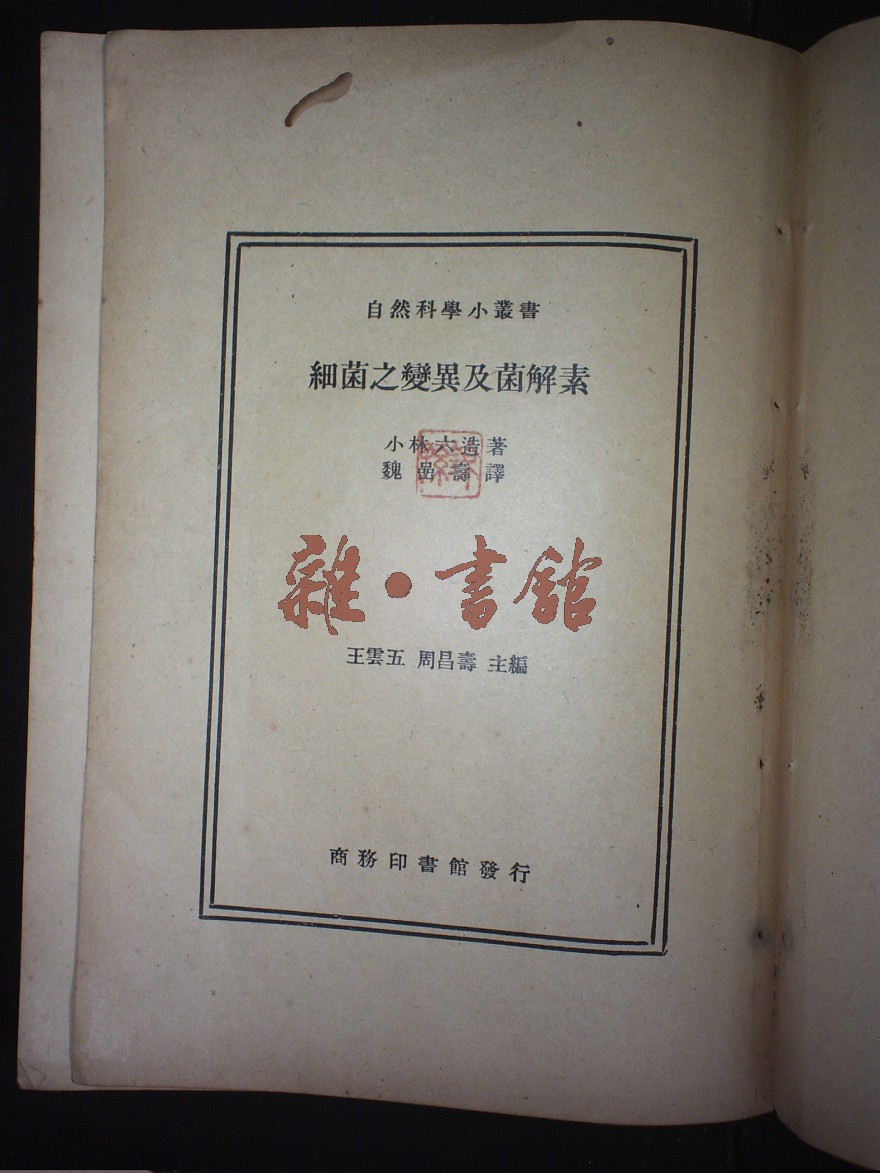 自然科學小叢書
細菌之變異及菌解素
小林六造著
魏嵒壽譯
雜·書館
王雲五 周昌壽 主編
商務印書館發行